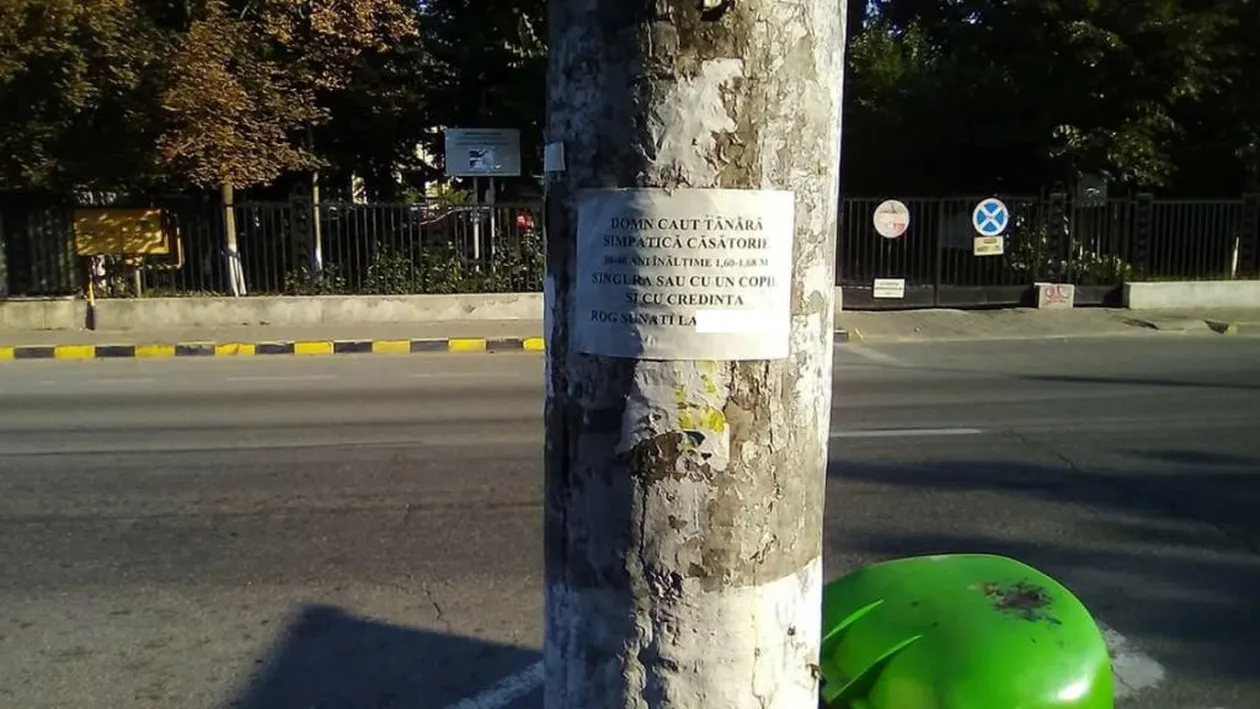 DOMN CAUT TÂNĂRĂ
SIMPATICĂ CĂSĂTORIE
30-40 ANI ÎNĂLTIME 1,60-1,68 M
SINGURA SAU CU UN COPIL
SI CU CREDINTA
ROG SUNATI LA